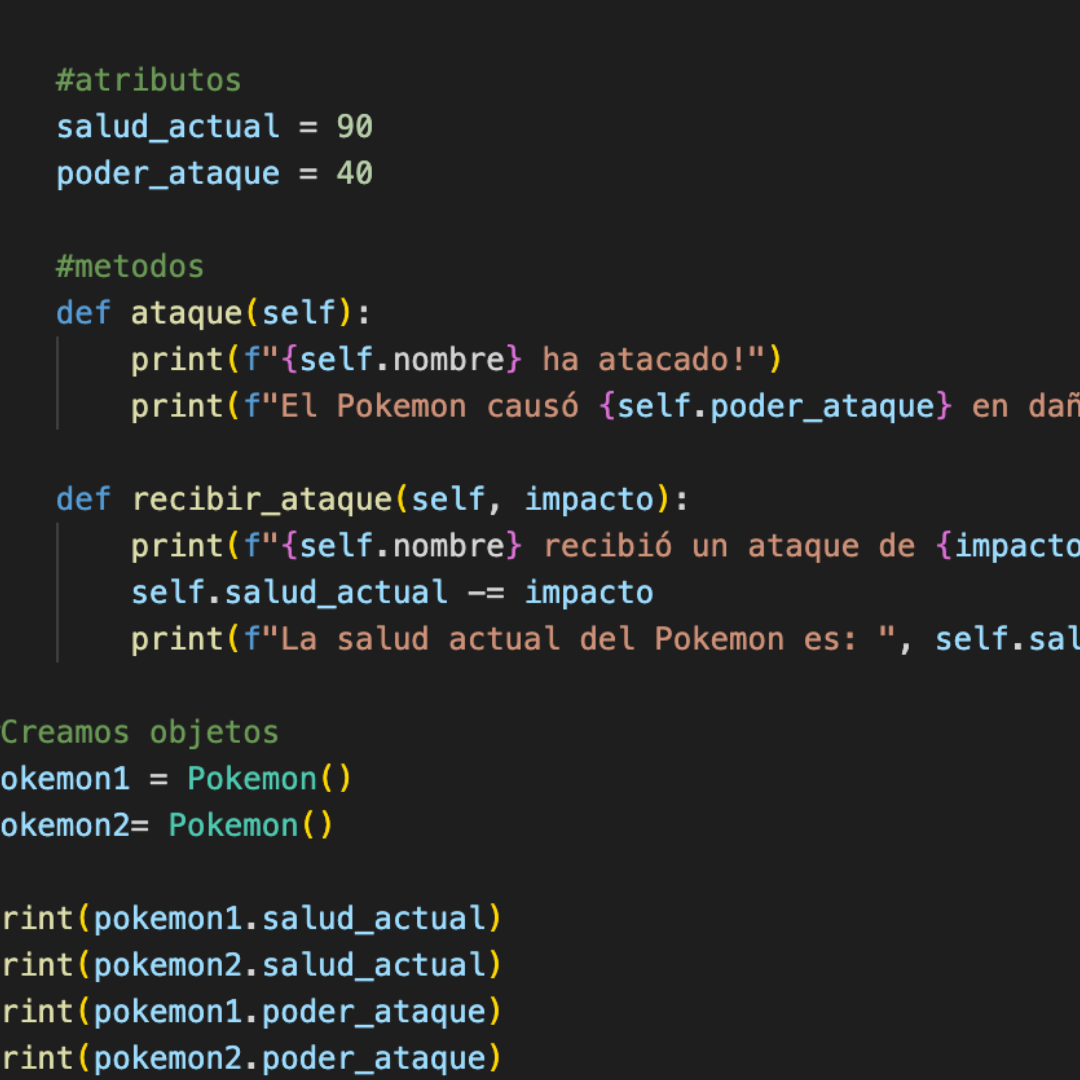 #atributos
salud_actual = 90
poder_ataque = 40
#metodos
def ataque(self):
print(f"{self.nombre} ha atacado!")
print(f"El Pokemon causó {self.poder_ataque} en dañ
def recibir_ataque(self, impacto):
print(f"{self.nombre} recibió un ataque de {impacto
self.salud_actual -= impacto
print(f"La salud actual del Pokemon es: ", self.sal
Creamos objetos
okemon1 = Pokemon()
okemon2= Pokemon()
rint(pokemon1.salud_actual)
rint(pokemon2.salud_actual)
rint(pokemon1.poder_ataque)
rint(pokemon2.poder_ataque)